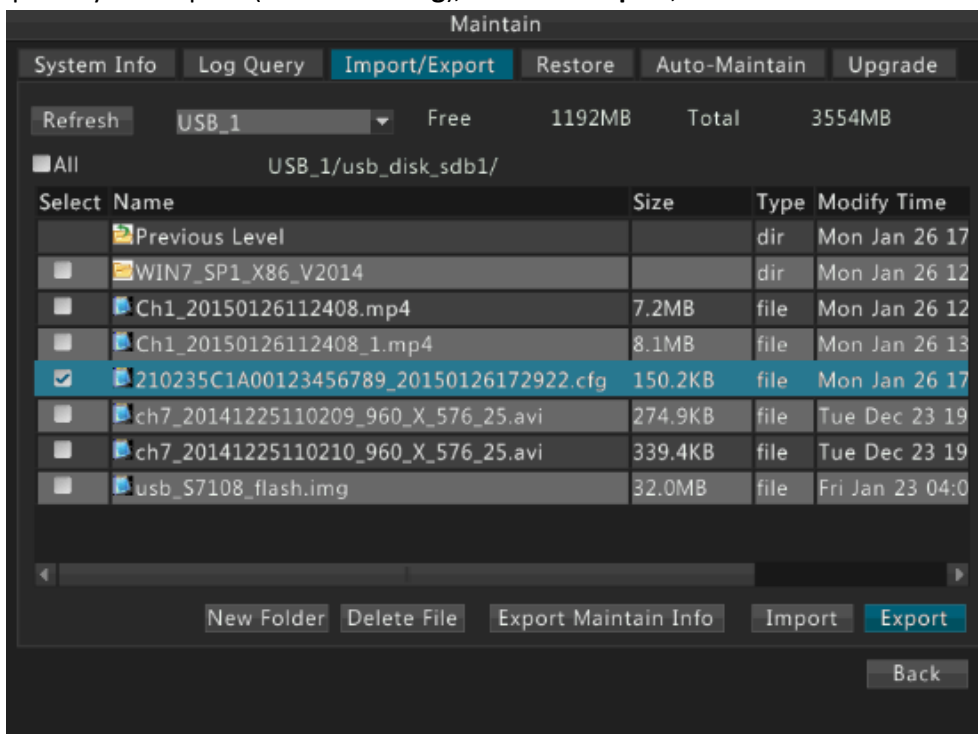 Maintain
System Info Log Query Import/Export Restore Auto-Maintain Upgrade
Refresh USB_1 Free 1192MB Total 3554MB
All USB_1/usb_disk_sdb1/
Select Name Size Type Modify Time
Previous Level dir Mon Jan 26 17
WIN7_SP1_X86_V2014 dir Mon Jan 26 12
Ch1_20150126112408.mp4 7.2MB file Mon Jan 26 12
Ch1_20150126112408_1.mp4 8.1MB file Mon Jan 26 13
210235C1A00123456789_20150126172922.cfg 150.2KB file Mon Jan 26 17
ch7_20141225110209_960_X_576_25.avi 274.9KB file Tue Dec 23 19
ch7_20141225110210_960_X_576_25.avi 339.4KB file Tue Dec 23 19
usb_S7108_flash.img 32.0MB file Fri Jan 23 04:0
New Folder Delete File Export Maintain Info Import Export
Back